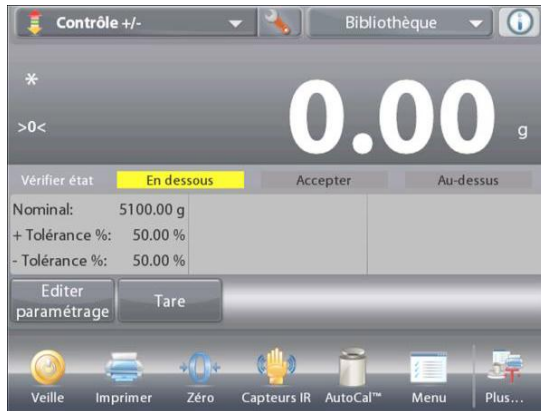 Contrôle +/- Bibliothèque
*
0.00 g
>0<
Vérifier état En dessous Accepter Au-dessus
Nominal: 5100.00 g
+ Tolérance %: 50.00 %
- Tolérance %: 50.00 %
Editer
paramétrage
Tare
Veille Imprimer Zéro Capteurs IR AutoCal™ Menu Plus...